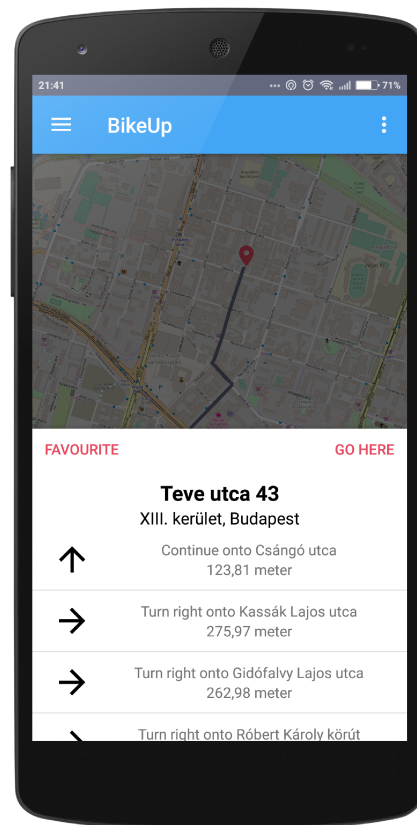 21:41
71%
BikeUp
FAVOURITE
GO HERE
Teve utca 43
XIII. kerület, Budapest
Continue onto Csángó utca
123,81 meter
Turn right onto Kassák Lajos utca
275,97 meter
Turn right onto Gidófalvy Lajos utca
262,98 meter
Turn right onto Róbert Károly körút